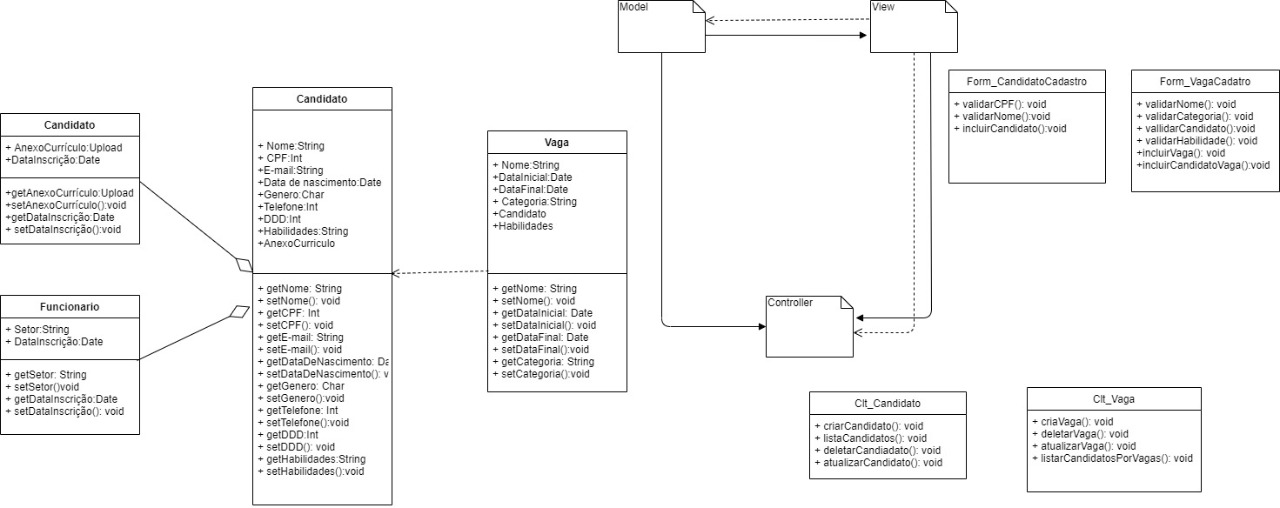 Candidato
+ AnexoCurrículo:Upload
+DataInscrição:Date
+getAnexoCurrículo:Upload
+setAnexoCurrículo():void
+getDataInscrição:Date
+ setDataInscrição():void
Funcionario
+ Setor:String
+ DataInscrição:Date
+ getSetor: String
+ setSetor()void
+ getDataInscrição:Date
+ setDataInscrição(): void
Candidato
+ Nome:String
+ CPF:Int
+E-mail:String
+Data de nascimento:Date
+Genero:Char
+Telefone:Int
+DDD:Int
+Habilidades:String
+AnexoCurriculo
+ getNome: String
+ setNome(): void
+ getCPF: Int
+ setCPF(): void
+ getE-mail: String
+ setE-mail(): void
+ getDataDeNascimento: Da
+ setDataDeNascimento(): v
+ getGenero: Char
+ setGenero():void
+ getTelefone: Int
+ setTelefone():void
+ getDDD:Int
+ setDDD(): void
+ getHabilidades:String
+ setHabilidades():void
Vaga
+ Nome:String
+DataInicial:Date
+DataFinal:Date
+ Categoria:String
+Candidato
+Habilidades
+ getNome: String
+ setNome(): void
+ getDataInicial: Date
+ setDataInicial(): void
+ getDataFinal: Date
+ setDataFinal():void
+ getCategoria: String
+ setCategoria():void
Model
View
Controller
Form_CandidatoCadastro
+ validarCPF(): void
+ validarNome():void
+ incluirCandidato():void
Form_VagaCadatro
+ validarNome(): void
+ validarCategoria(): void
+ vallidarCandidato(): void
+ validarHabilidade(): void
+incluirVaga(): void
+incluirCandidatoVaga(): void
Clt_Candidato
+ criarCandidato(): void
+ listaCandidatos(): void
+ deletarCandiadato(): void
+ atualizarCandidato(): void
Clt_Vaga
+ criaVaga(): void
+ deletarVaga(): void
+ atualizarVaga(): void
+ listarCandidatosPorVagas(): void